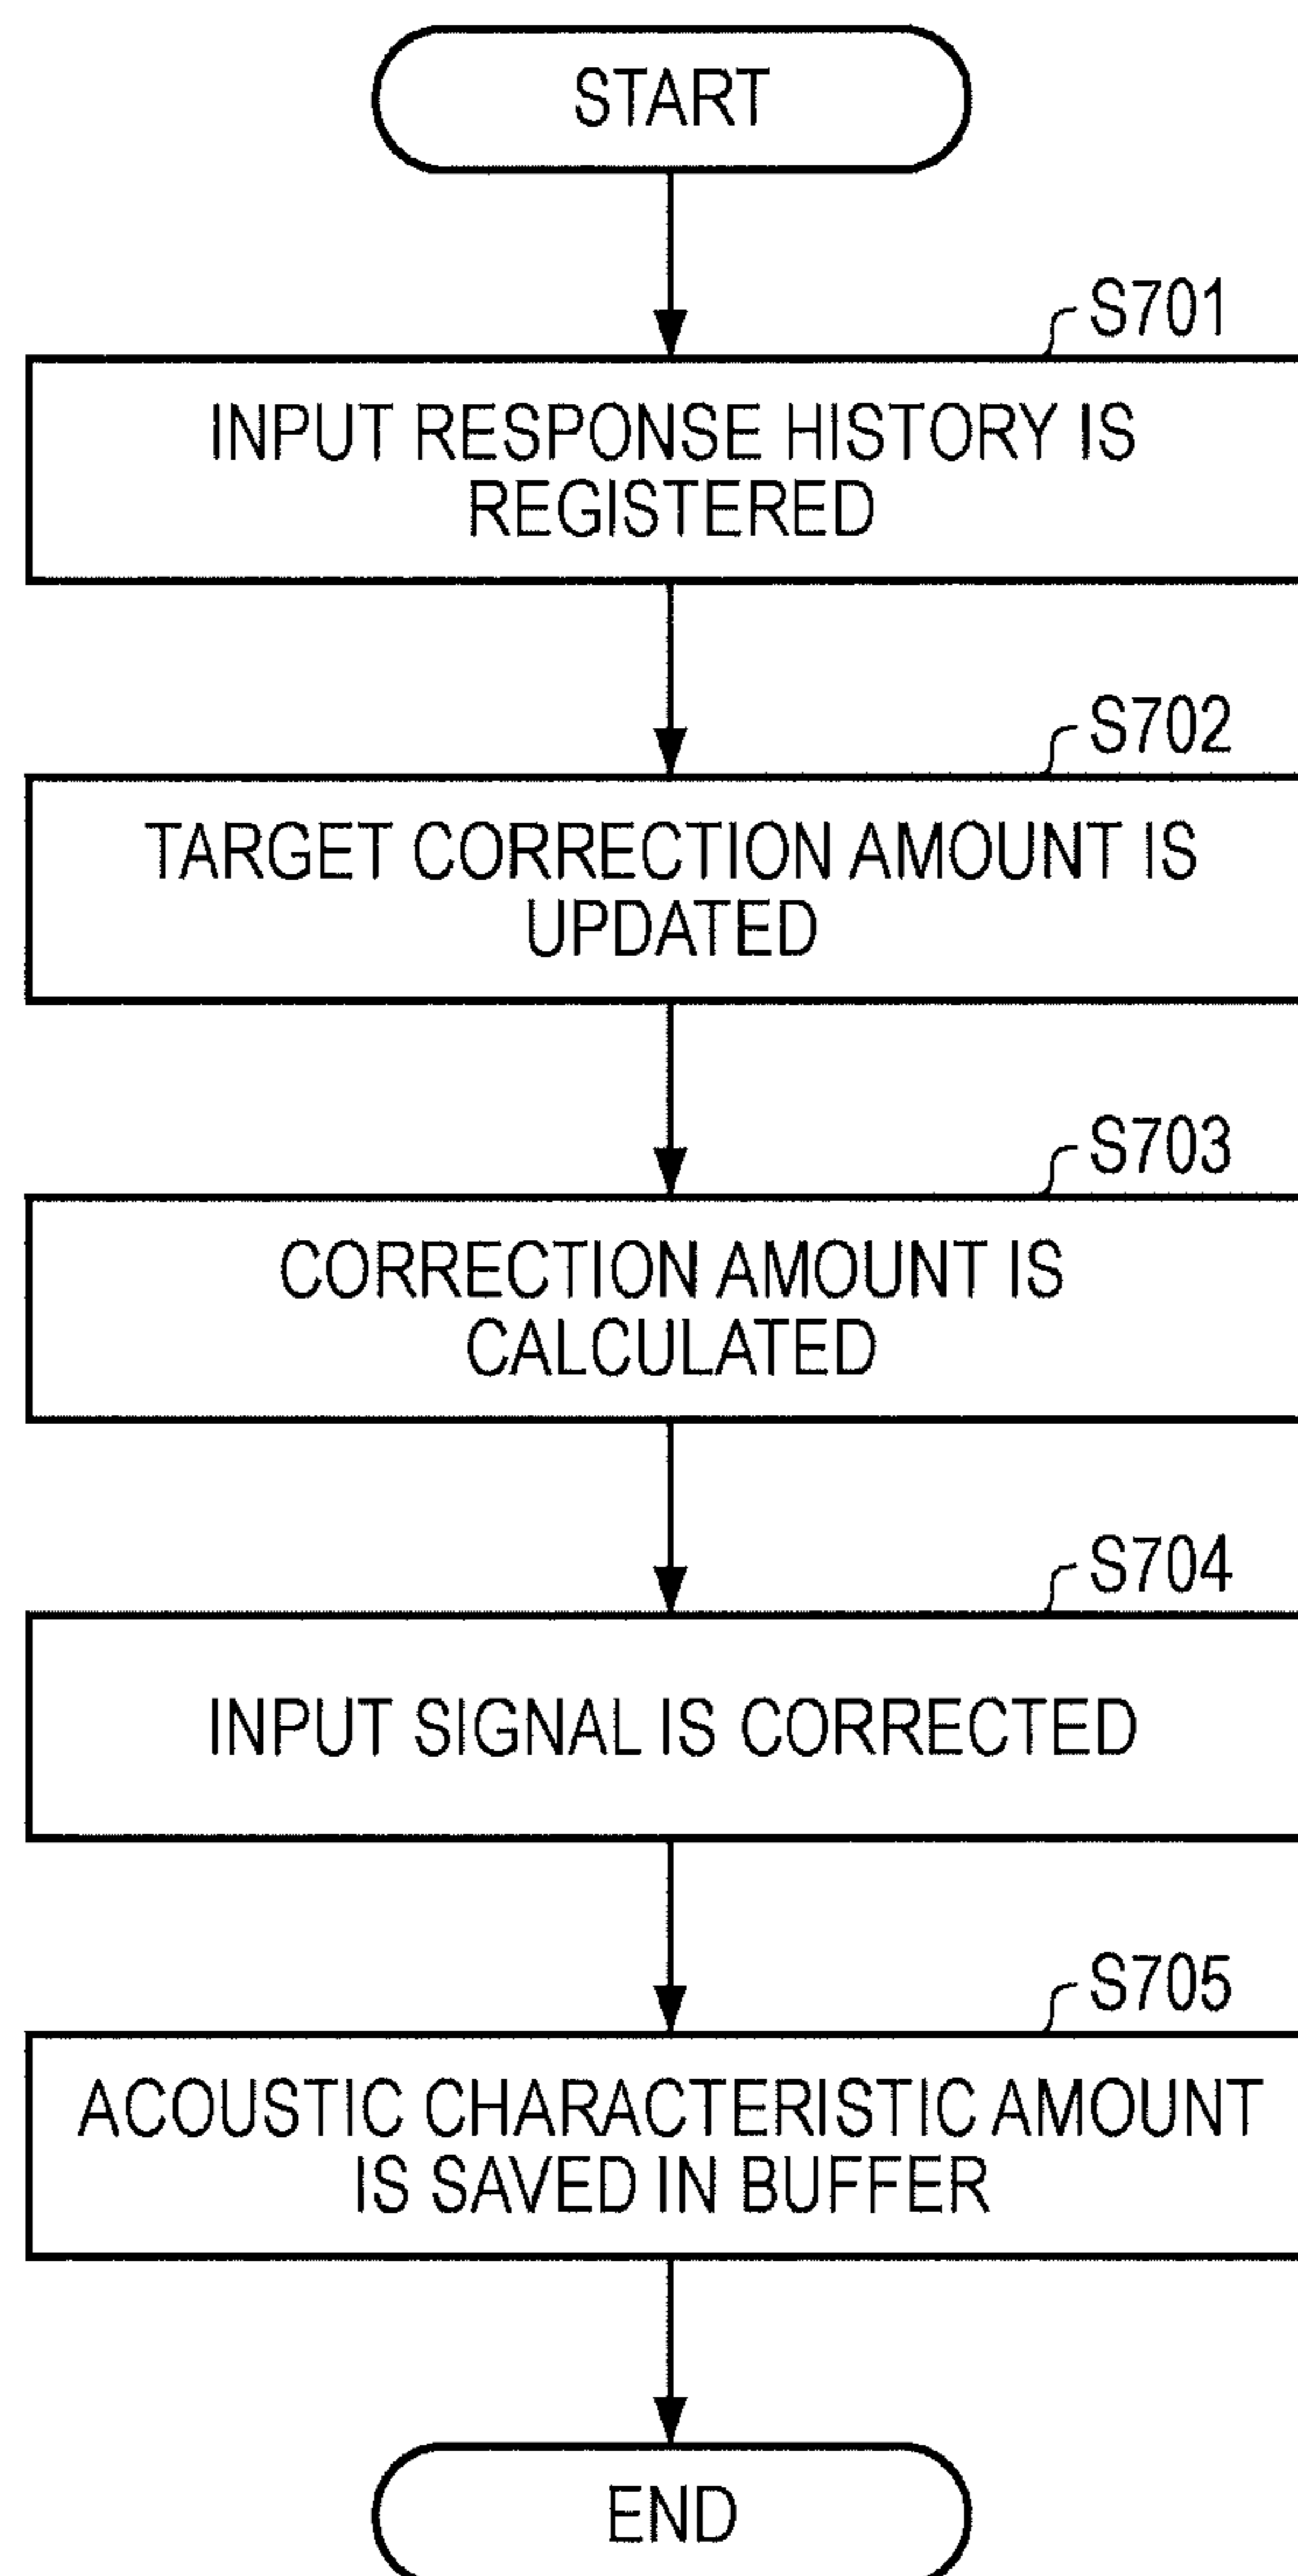 START
S701
INPUT RESPONSE HISTORY IS
REGISTERED
S702
TARGET CORRECTION AMOUNT IS
UPDATED
S703
CORRECTION AMOUNT IS
CALCULATED
S704
INPUT SIGNAL IS CORRECTED
S705
ACOUSTIC CHARACTERISTIC AMOUNT
IS SAVED IN BUFFER
END